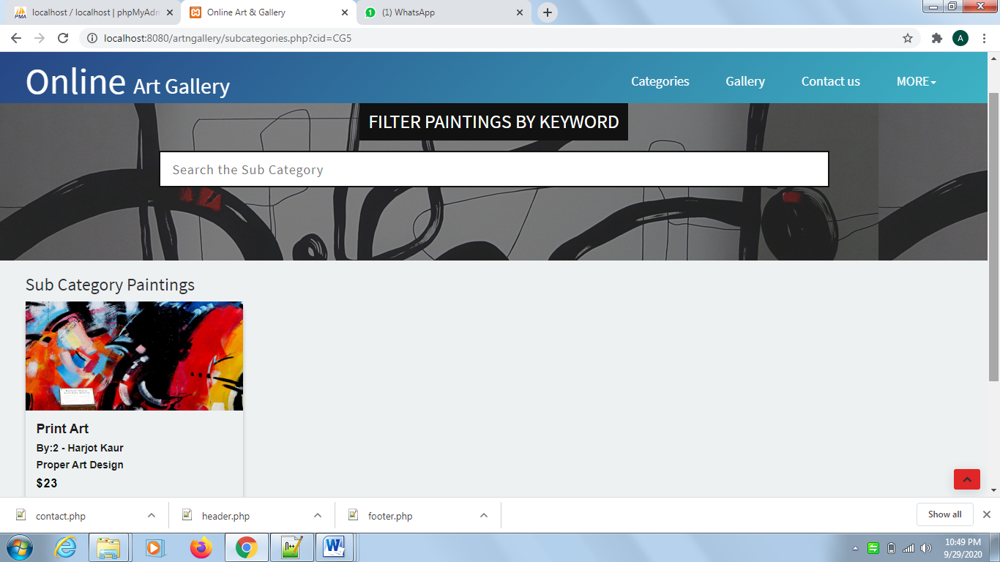 localhost / localhost | phpMyAdm
Online Art & Gallery
(1) WhatsApp
localhost:8080/artngallery/subcategories.php?cid=CG5
A
Online Art Gallery
Categories
Gallery
Contact us
MORE
FILTER PAINTINGS BY KEYWORD
Search the Sub Category
Sub Category Paintings
Print Art
By:2 - Harjot Kaur
Proper Art Design
$23
contact.php
header.php
footer.php
Show all
10:49 PM
9/29/2020